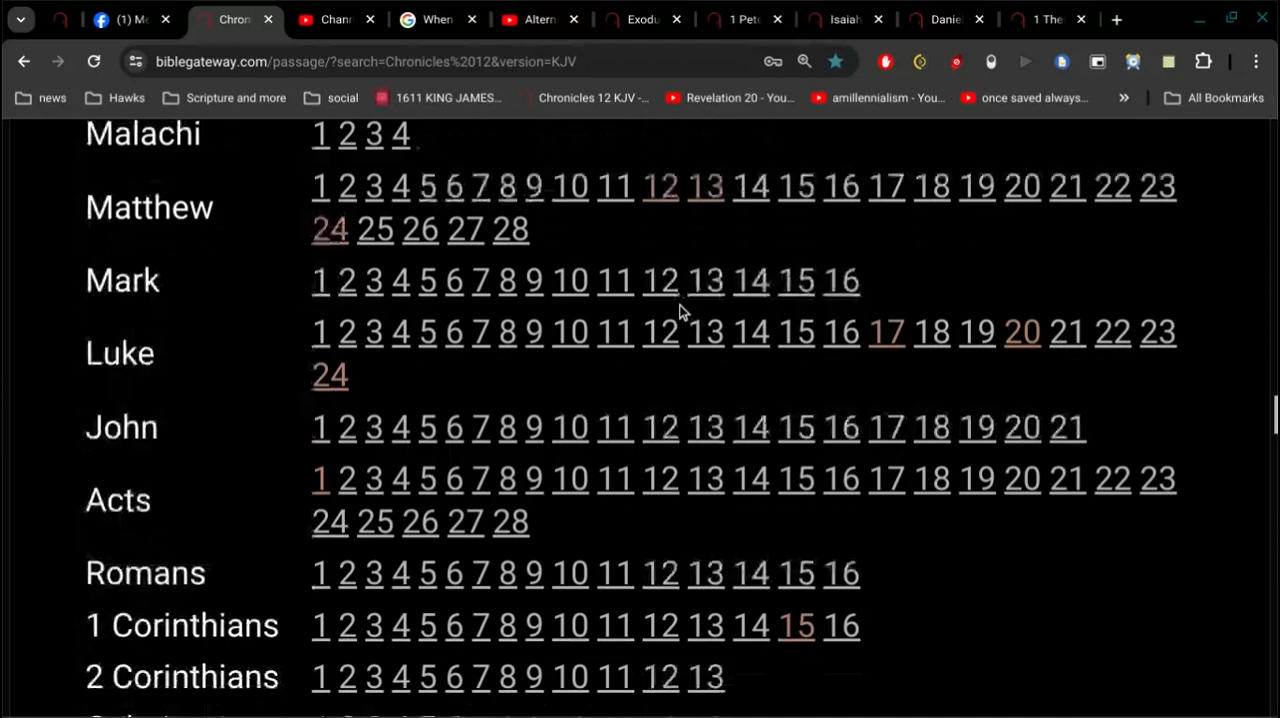 (1) Me Chron Chann When Altern Exodu 1 Pet Isaiah Daniel 1 The
biblegateway.com/passage/?search=Chronicles%2012&version=KJV
news Hawks Scripture and more social 1611 KING JAMES... Chronicles 12 KJV -... Revelation 20 - You... amillennialism - You... once saved always... » All Bookmarks
Malachi 1 2 3 4
Matthew 1 2 3 4 5 6 7 8 9 10 11 12 13 14 15 16 17 18 19 20 21 22 23
24 25 26 27 28
Mark 1 2 3 4 5 6 7 8 9 10 11 12 13 14 15 16
Luke 1 2 3 4 5 6 7 8 9 10 11 12 13 14 15 16 17 18 19 20 21 22 23
24
John 1 2 3 4 5 6 7 8 9 10 11 12 13 14 15 16 17 18 19 20 21
Acts 1 2 3 4 5 6 7 8 9 10 11 12 13 14 15 16 17 18 19 20 21 22 23
24 25 26 27 28
Romans 1 2 3 4 5 6 7 8 9 10 11 12 13 14 15 16
1 Corinthians 1 2 3 4 5 6 7 8 9 10 11 12 13 14 15 16
2 Corinthians 1 2 3 4 5 6 7 8 9 10 11 12 13